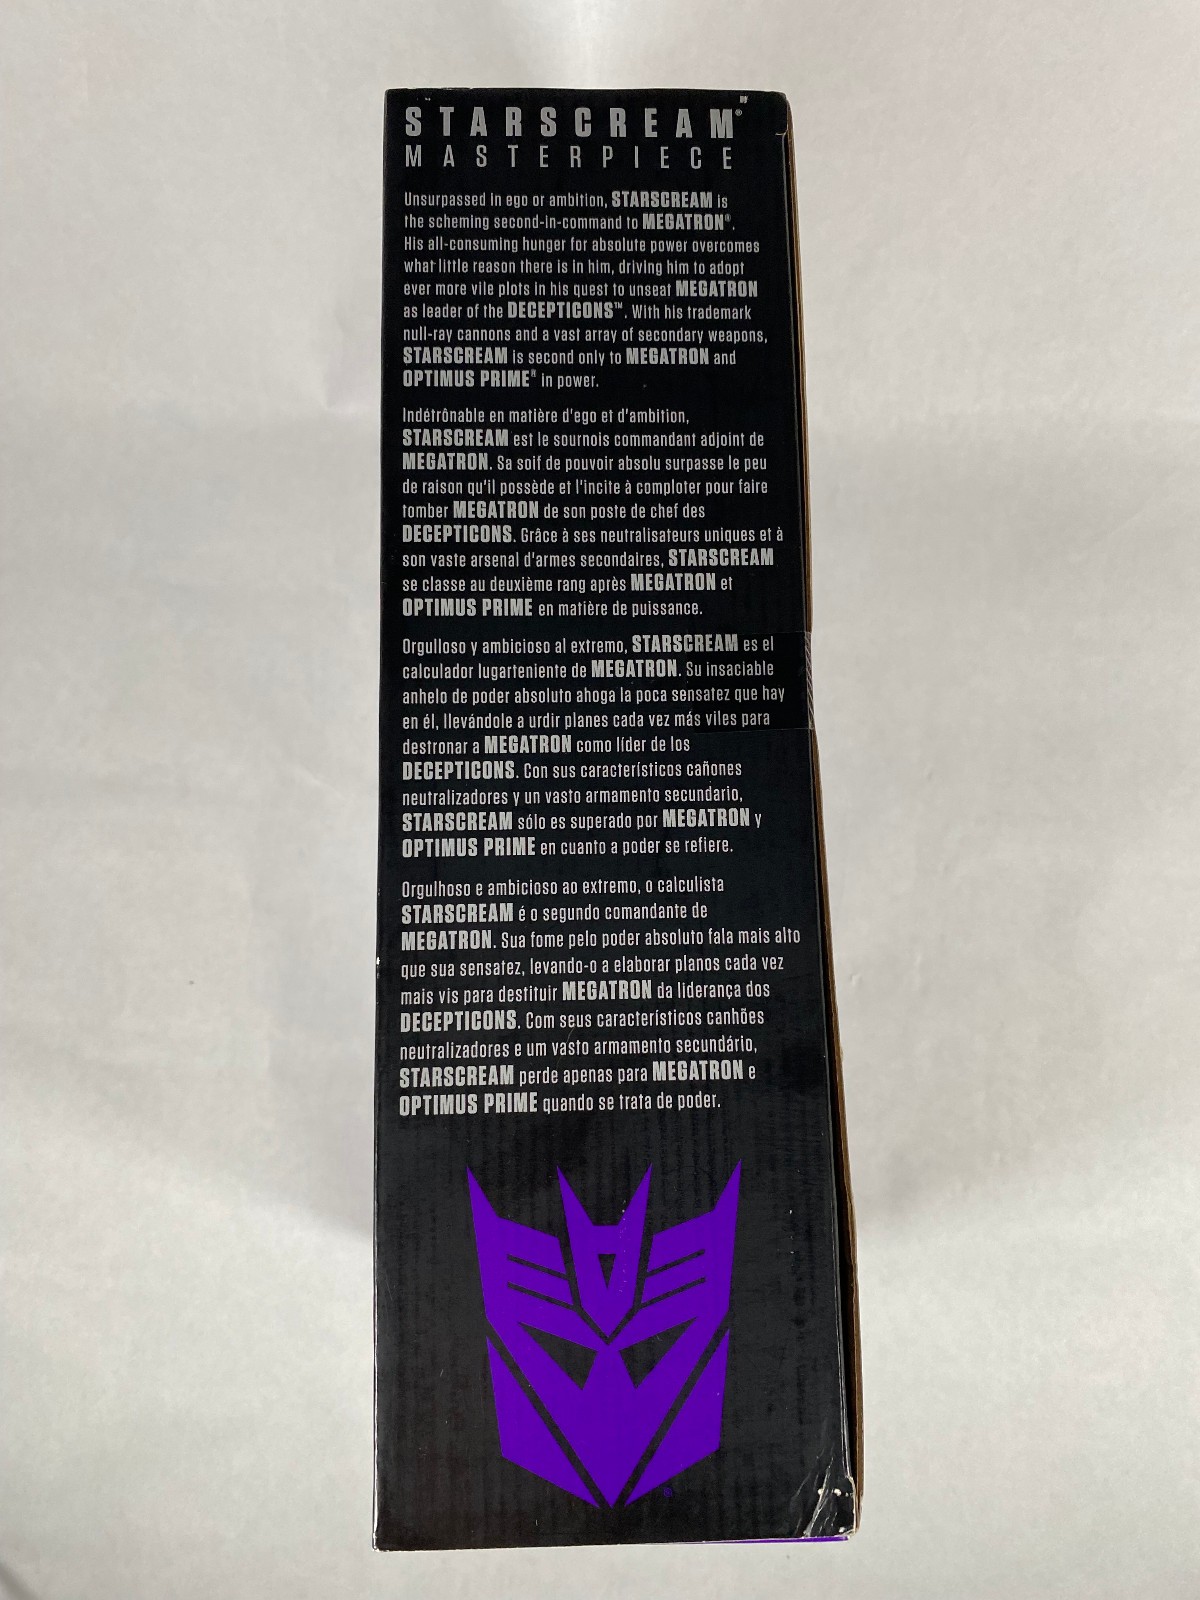 STARSCREAM®
MASTERPIECE
Unsurpassed in ego or ambition, STARSCREAM is
the scheming second-in-command to MEGATRON®.
His all-consuming hunger for absolute power overcomes
what little reason there is in him, driving him to adopt
ever more vile plots in his quest to unseat MEGATRON
as leader of the DECEPTICONS™. With his trademark
null-ray cannons and a vast array of secondary weapons,
STARSCREAM is second only to MEGATRON and
OPTIMUS PRIME® in power.
Indétrônable en matière d'ego et d'ambition,
STARSCREAM est le sournois commandant adjoint de
MEGATRON. Sa soif de pouvoir absolu surpasse le peu
de raison qu'il possède et l'incite à comploter pour faire
tomber MEGATRON de son poste de chef des
DECEPTICONS. Grâce à ses neutralisateurs uniques et à
son vaste arsenal d'armes secondaires, STARSCREAM
se classe au deuxième rang après MEGATRON et
OPTIMUS PRIME en matière de puissance.
Orgulloso y ambicioso al extremo, STARSCREAM es el
calculador lugarteniente de MEGATRON. Su insaciable
anhelo de poder absoluto ahoga la poca sensatez que hay
en él, llevándole a urdir planes cada vez más viles para
destronar a MEGATRON como líder de los
DECEPTICONS. Con sus característicos cañones
neutralizadores y un vasto armamento secundario,
STARSCREAM sólo es superado por MEGATRON y
OPTIMUS PRIME en cuanto a poder se refiere.
Orgulhoso e ambicioso ao extremo, o calculista
STARSCREAM é o segundo comandante de
MEGATRON. Sua fome pelo poder absoluto fala mais alto
que sua sensatez, levando-o a elaborar planos cada vez
mais vis para destituir MEGATRON da liderança dos
DECEPTICONS. Com seus característicos canhões
neutralizadores e um vasto armamento secundário,
STARSCREAM perde apenas para MEGATRON e
OPTIMUS PRIME quando se trata de poder.
®